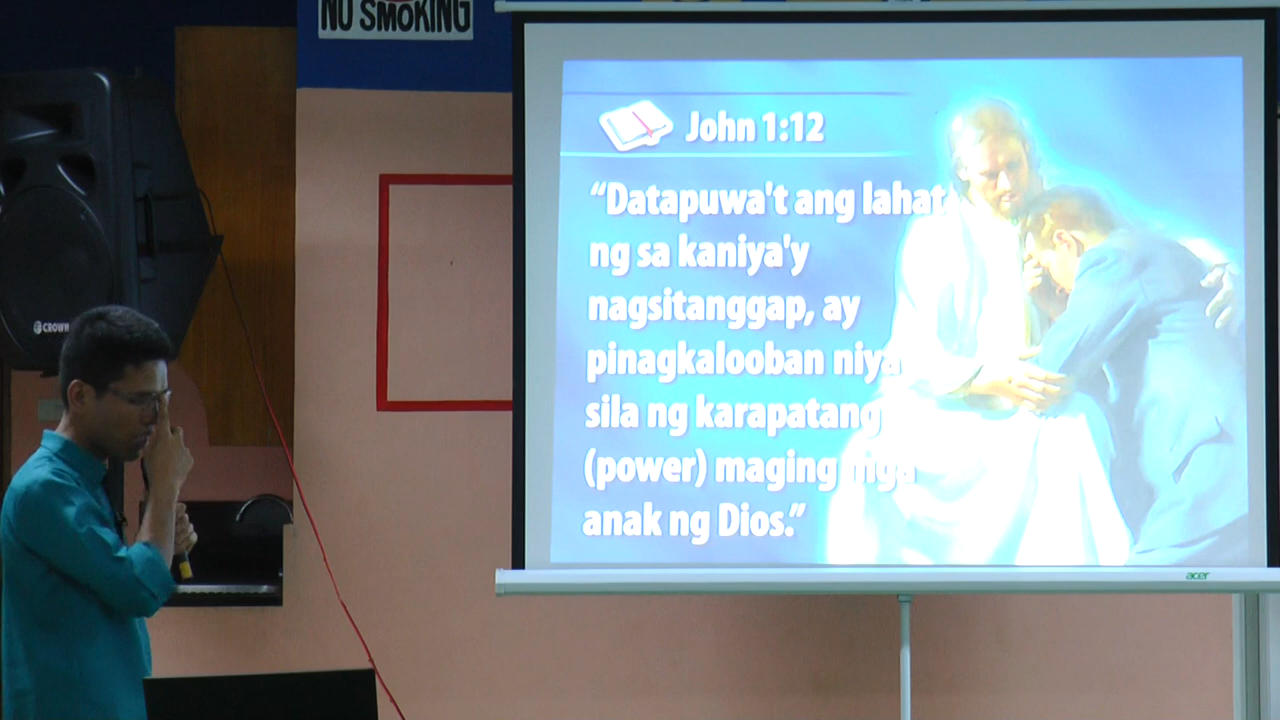 NO SMOKING
John 1:12
“Datapuwa't ang lahat
ng sa kaniya'y
nagsitanggap, ay
pinagkalooban niya
sila ng karapatang
(power) maging mga
anak ng Dios.”
CROWN
acer